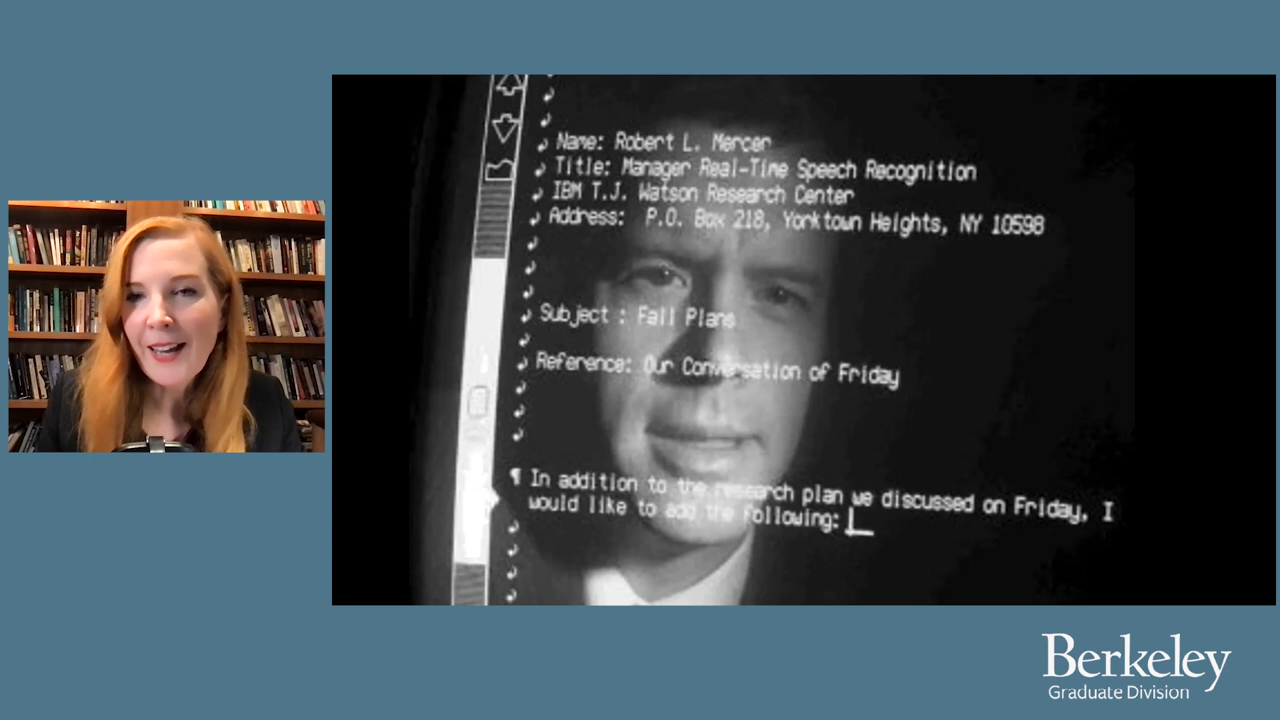 Name: Robert L. Mercer
Title: Manager Real-Time Speech Recognition
IBM T.J. Watson Research Center
Address: P.O. Box 218, Yorktown Heights, NY 10598
Subject : Fall Plans
Reference: Our Conversation of Friday
¶ In addition to the research plan we discussed on Friday, I
would like to add the following:
Berkeley
Graduate Division